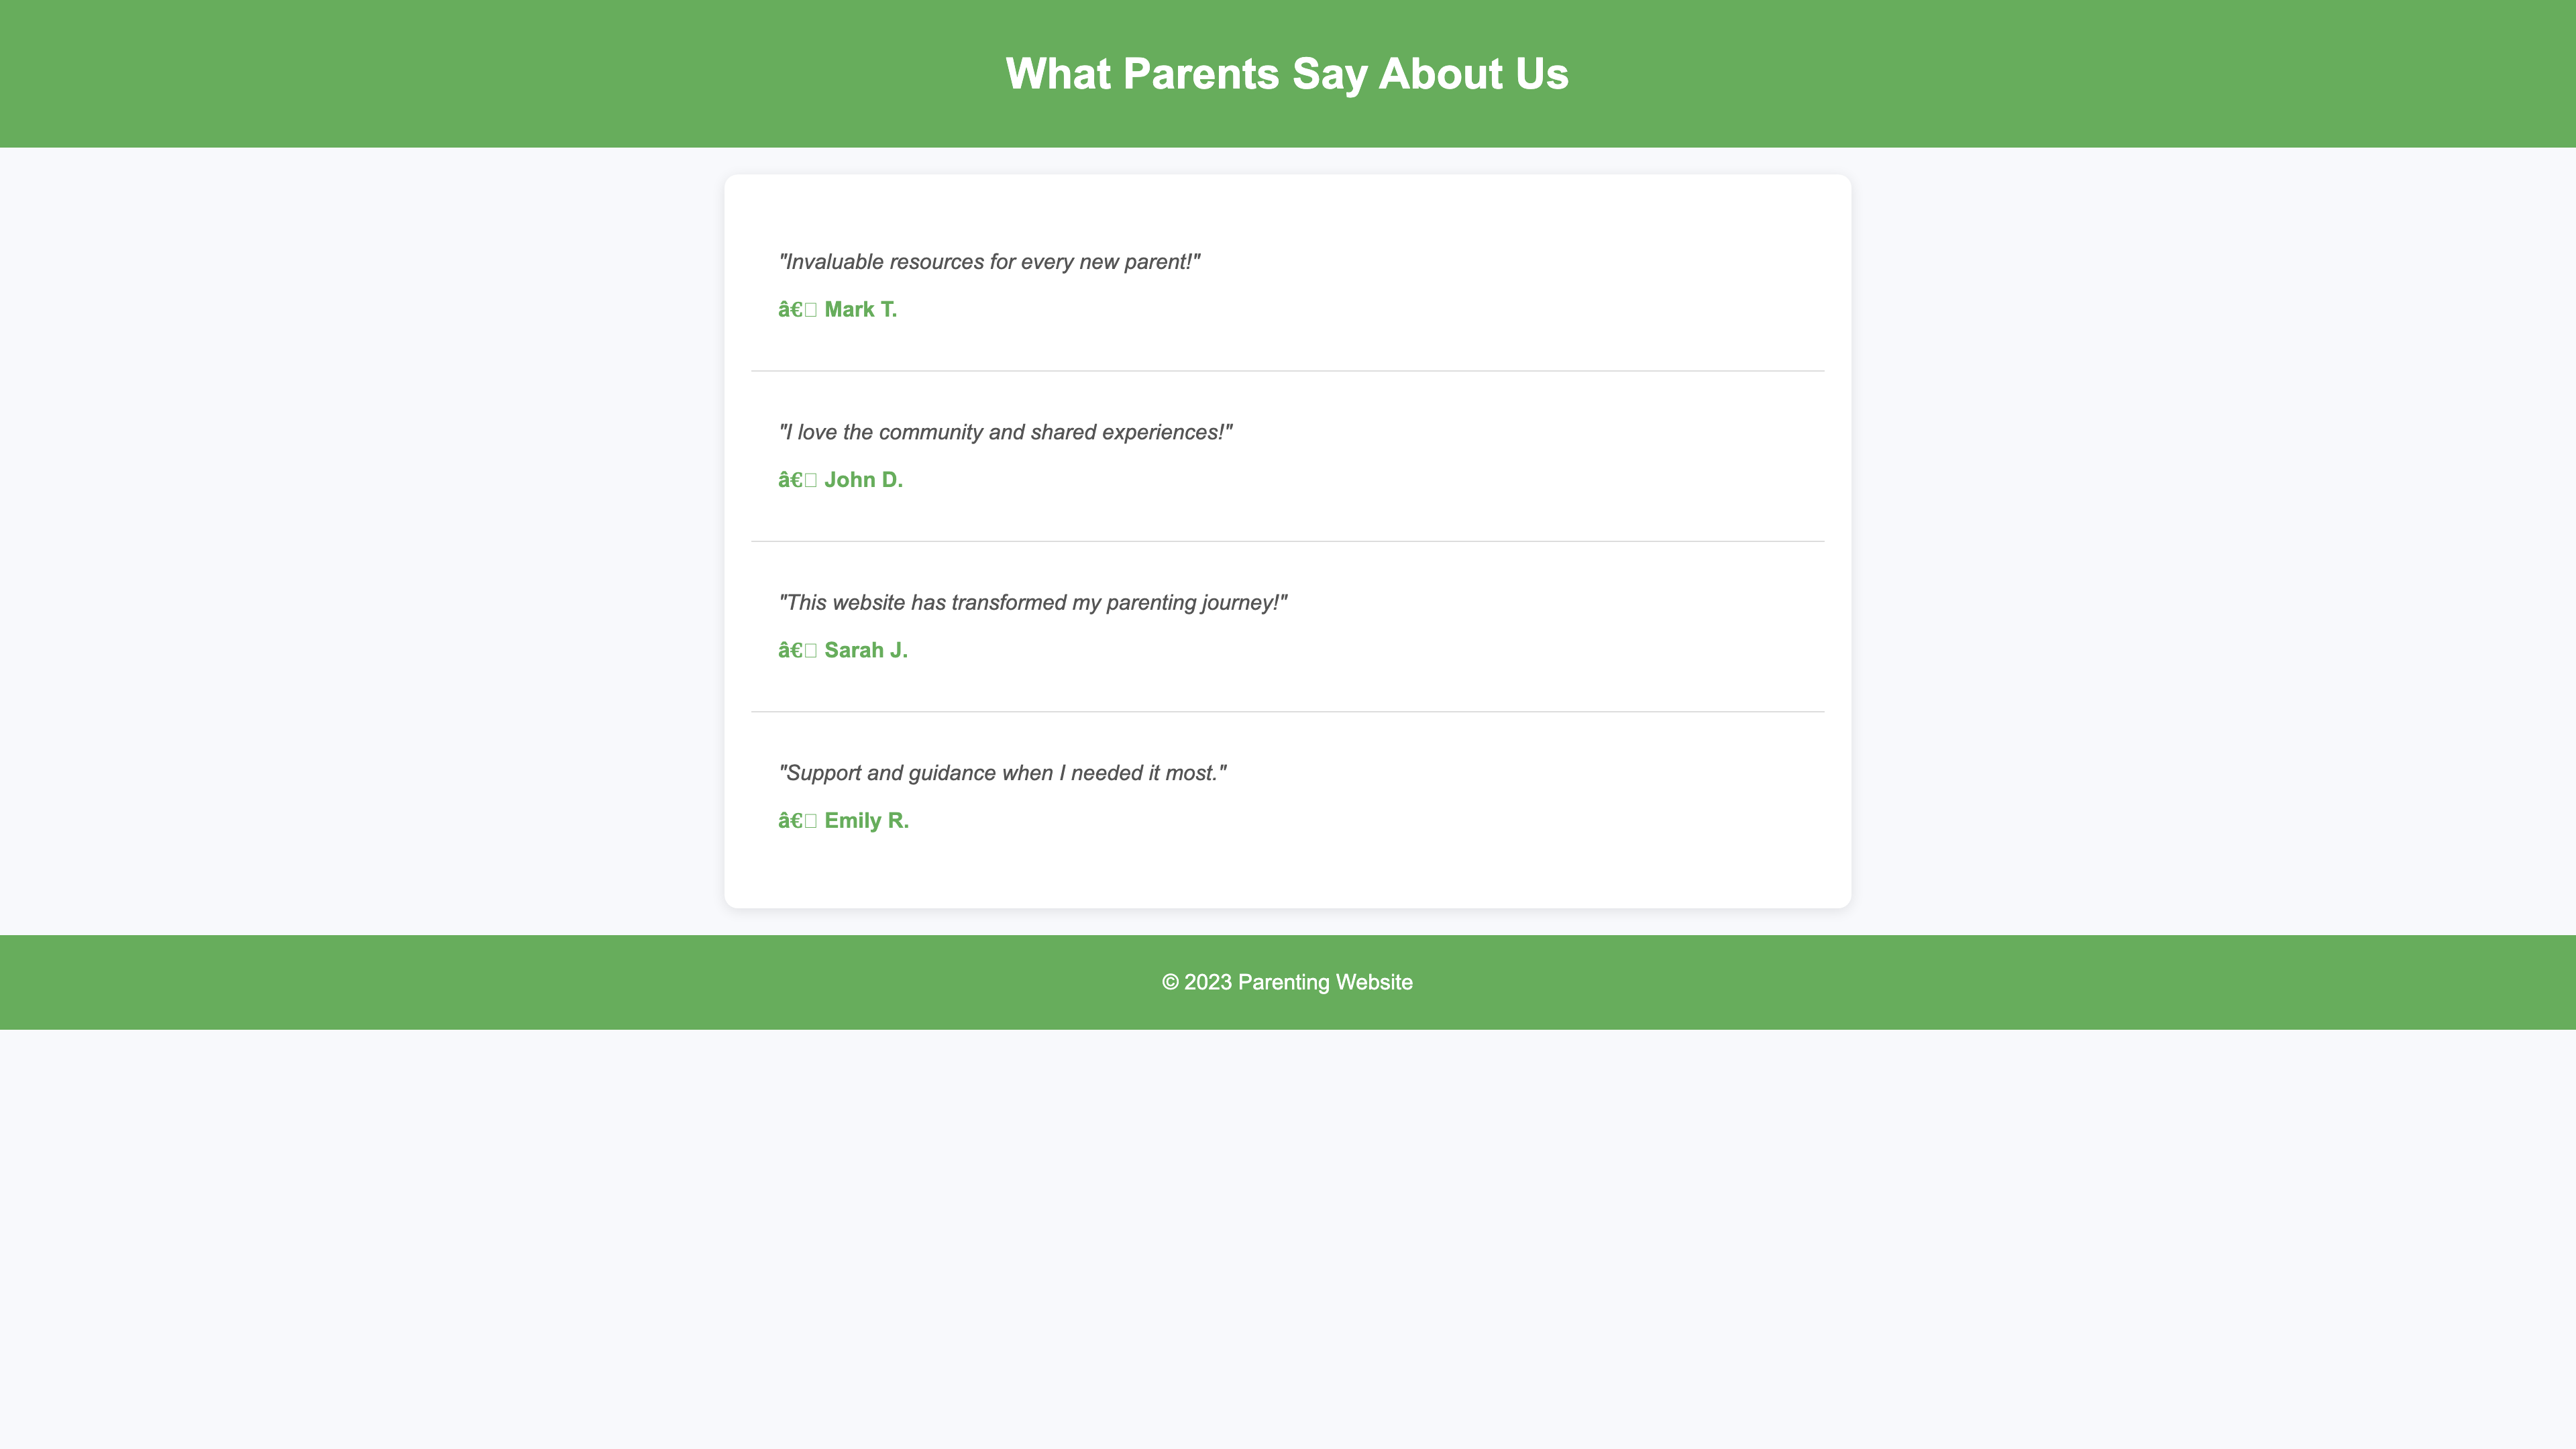 What Parents Say About Us
"Invaluable resources for every new parent!"
â€□ Mark T.
"I love the community and shared experiences!"
â€□ John D.
"This website has transformed my parenting journey!"
â€□ Sarah J.
"Support and guidance when I needed it most."
â€□ Emily R.
© 2023 Parenting Website